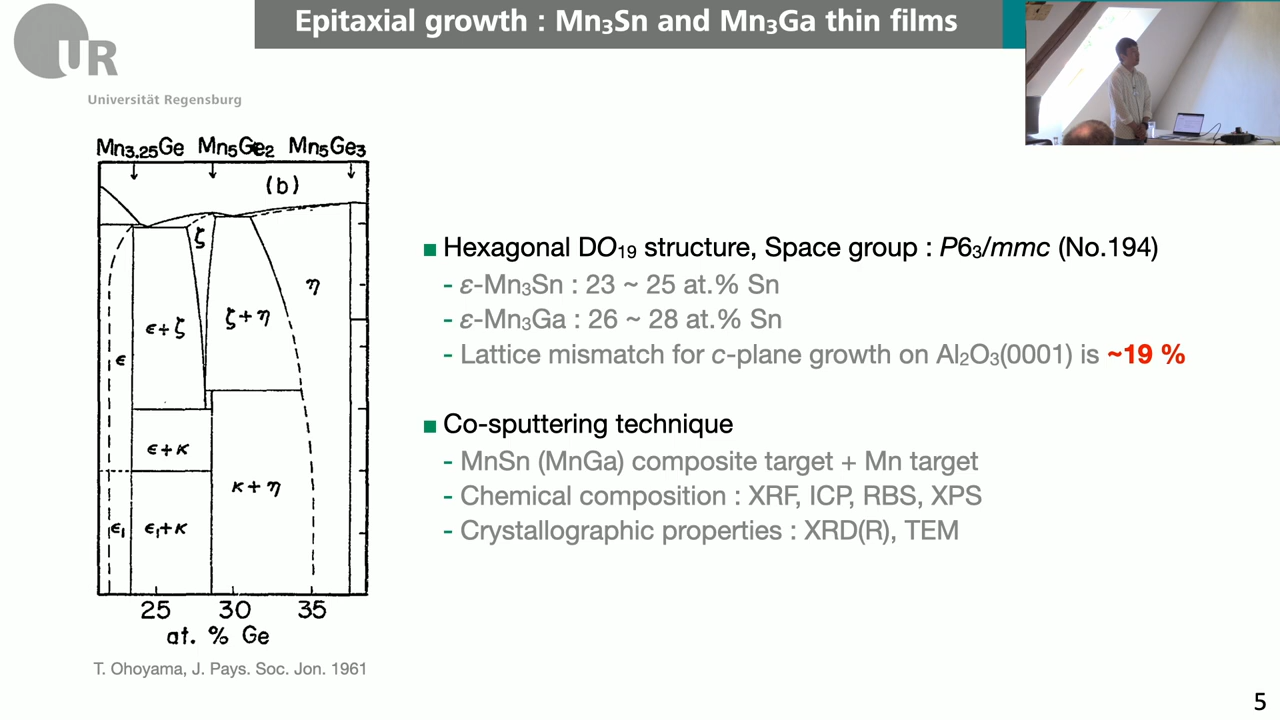 Epitaxial growth : Mn₃Sn and Mn₃Ga thin films
UR
Universität Regensburg
Mn3.25Ge Mn5Ge2 Mn5Ge3
(b)
ζ
η
ϵ+ζ
ζ+η
ϵ
ϵ+κ
κ+η
ϵ₁
ϵ₁+κ
25 30 35
at. % Ge
T. Ohoyama, J. Pays. Soc. Jon. 1961
Hexagonal DO₁₉ structure, Space group : P6₃/mmc (No.194)
- ε-Mn₃Sn : 23 ~ 25 at.% Sn
- ε-Mn₃Ga : 26 ~ 28 at.% Sn
- Lattice mismatch for c-plane growth on Al₂O₃(0001) is ~19 %
Co-sputtering technique
- MnSn (MnGa) composite target + Mn target
- Chemical composition : XRF, ICP, RBS, XPS
- Crystallographic properties : XRD(R), TEM
5